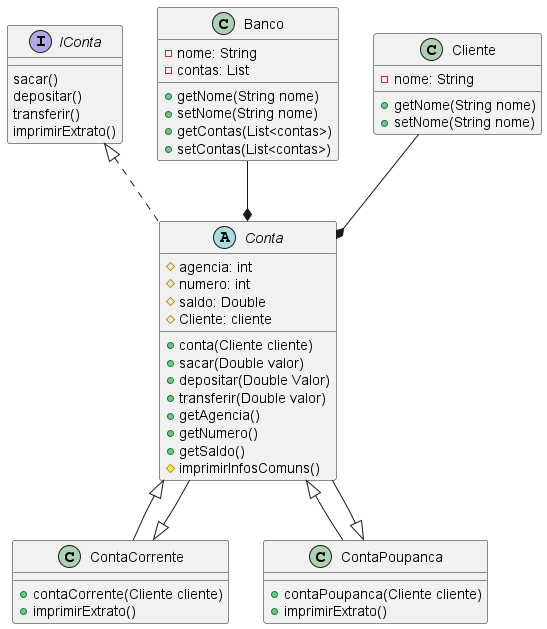 I IConta
sacar()
depositar()
transferir()
imprimirExtrato()
C Banco
nome: String
contas: List
getNome(String nome)
setNome(String nome)
getContas(List<contas>)
setContas(List<contas>)
C Cliente
nome: String
getNome(String nome)
setNome(String nome)
A Conta
agencia: int
numero: int
saldo: Double
Cliente: cliente
conta(Cliente cliente)
sacar(Double valor)
depositar(Double Valor)
transferir(Double valor)
getAgencia()
getNumero()
getSaldo()
imprimirInfosComuns()
C ContaCorrente
contaCorrente(Cliente cliente)
imprimirExtrato()
C ContaPoupanca
contaPoupanca(Cliente cliente)
imprimirExtrato()